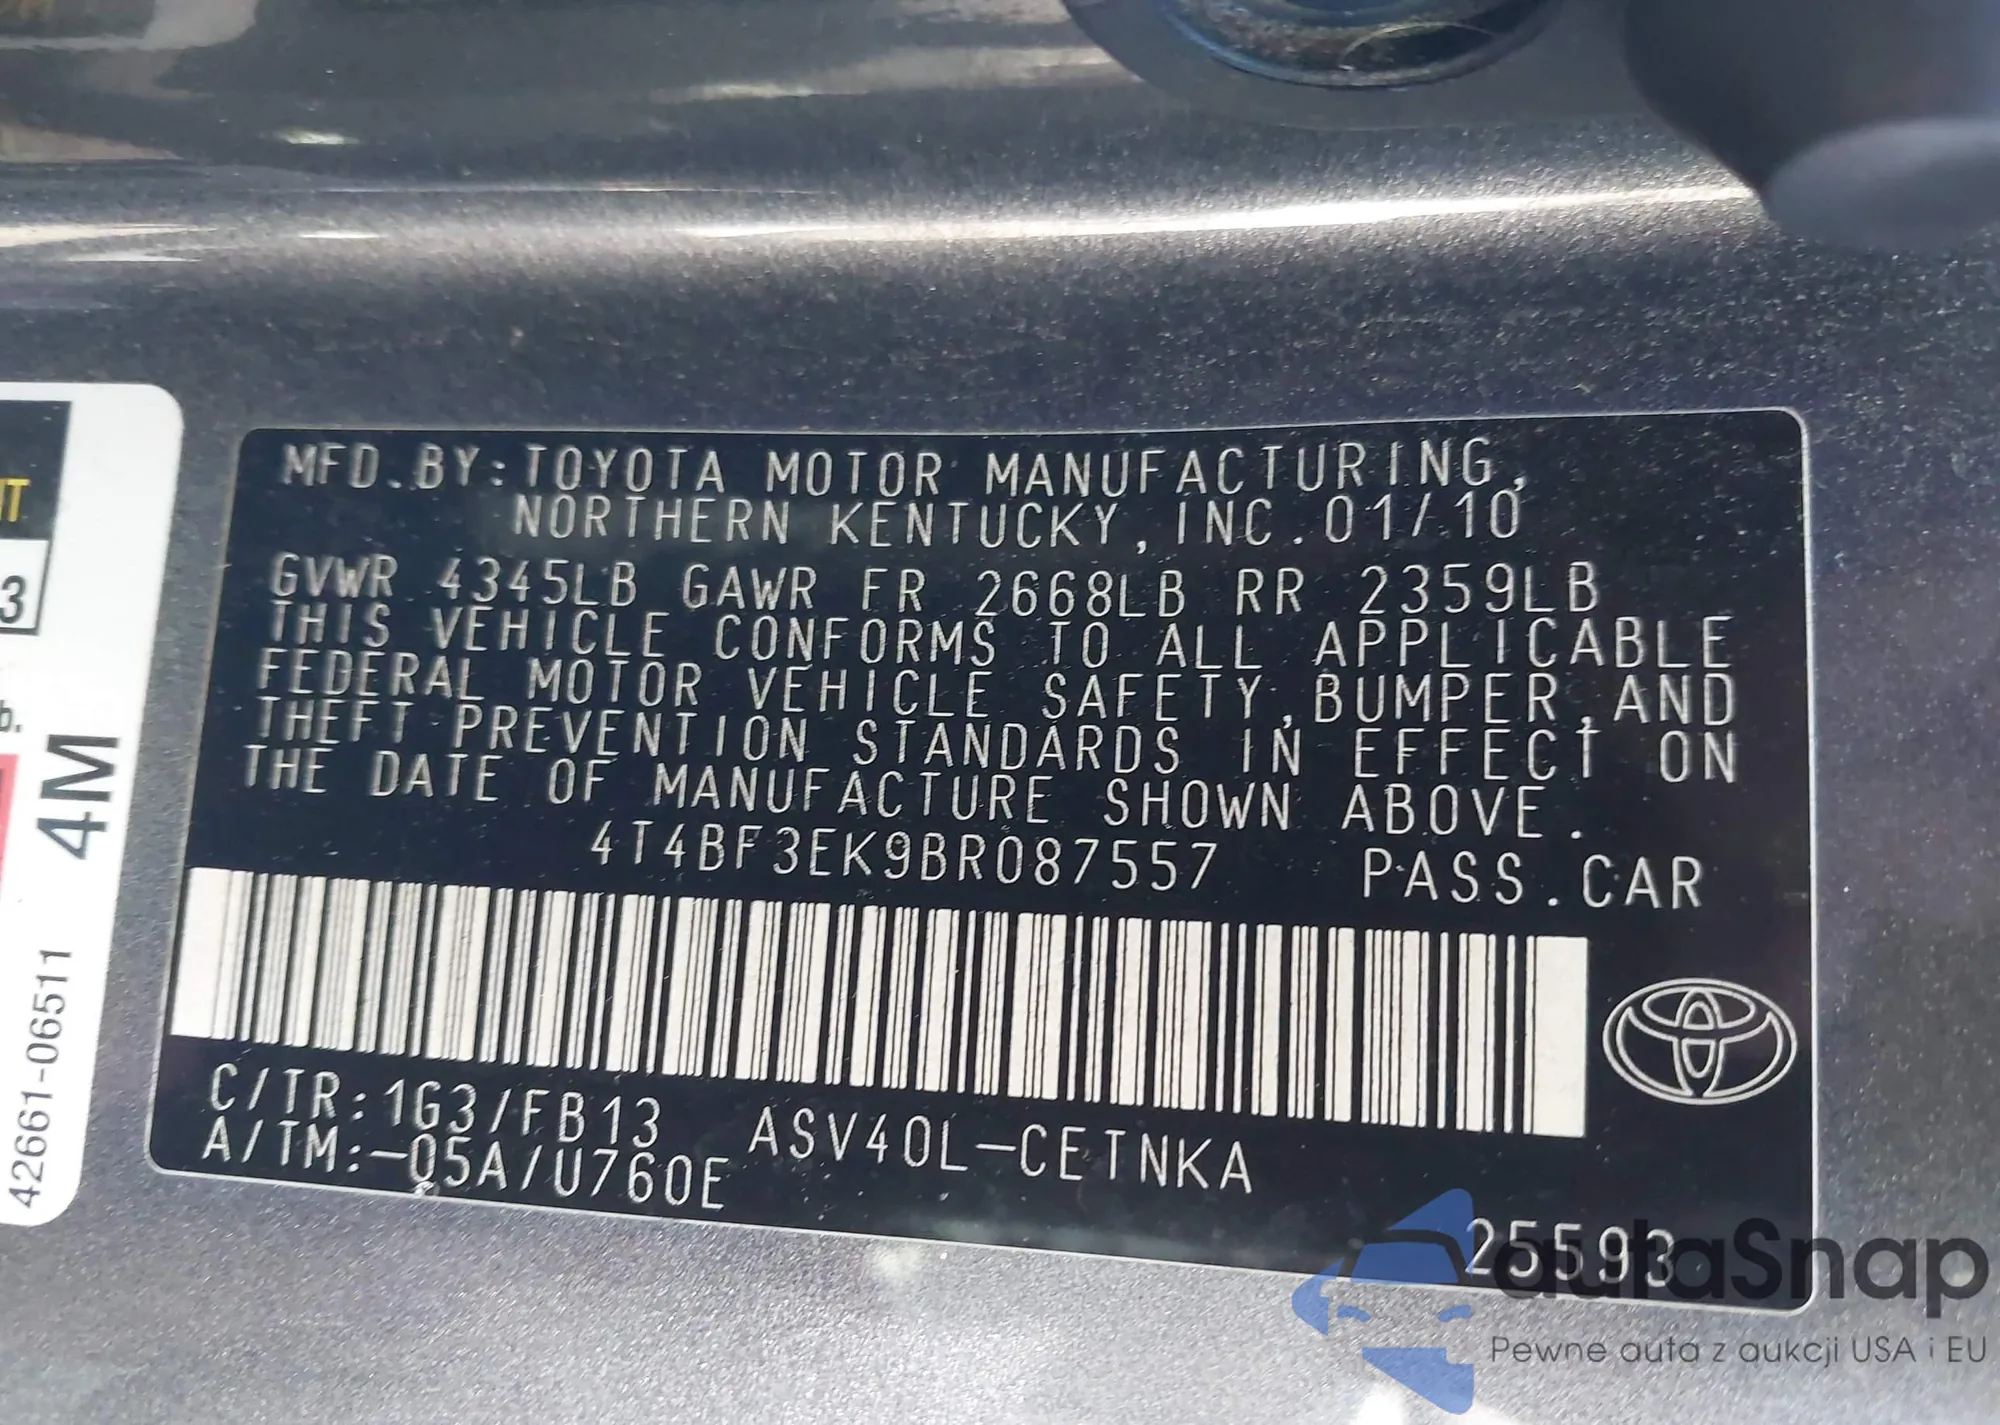 MFD.BY:TOYOTA MOTOR MANUFACTURING,
NORTHERN KENTUCKY, INC. 01/10
GVWR 4345LB GAWR FR 2668LB RR 2359LB
THIS VEHICLE CONFORMS TO ALL APPLICABLE
FEDERAL MOTOR VEHICLE SAFETY,BUMPER,AND
THEFT PREVENTION STANDARDS IN EFFECT ON
THE DATE OF MANUFACTURE SHOWN ABOVE.
4T4BF3EK9BR087557 PASS.CAR
C/TR:1G3/FB13 ASV40L-CETNKA
A/TM:-05A/U760E
25593
3
4M
42661-06511
autoSnap
Pewne auta z aukcji USA i EU